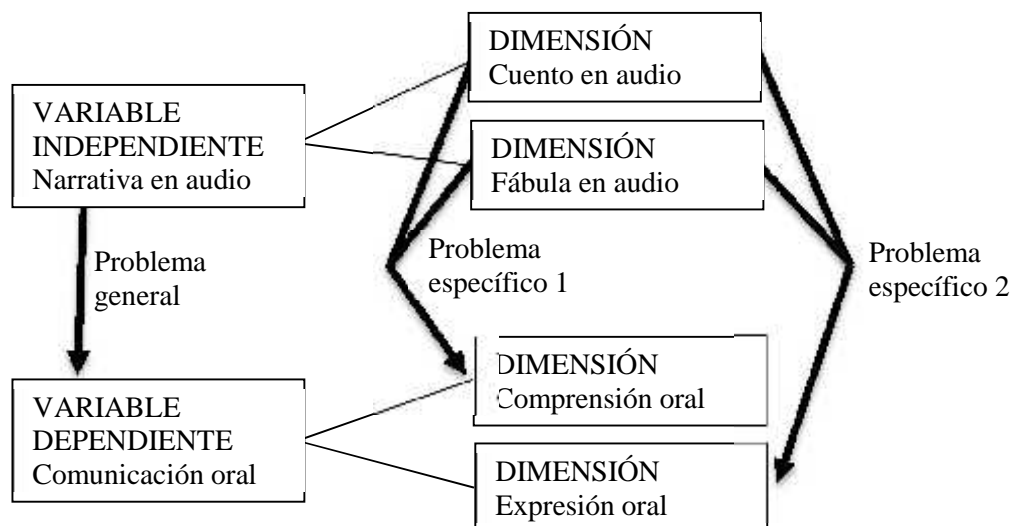 DIMENSIÓN
Cuento en audio
VARIABLE
INDEPENDIENTE
Narrativa en audio
DIMENSIÓN
Fábula en audio
Problema
general
Problema
específico 1
Problema
específico 2
DIMENSIÓN
Comprensión oral
VARIABLE
DEPENDIENTE
Comunicación oral
DIMENSIÓN
Expresión oral